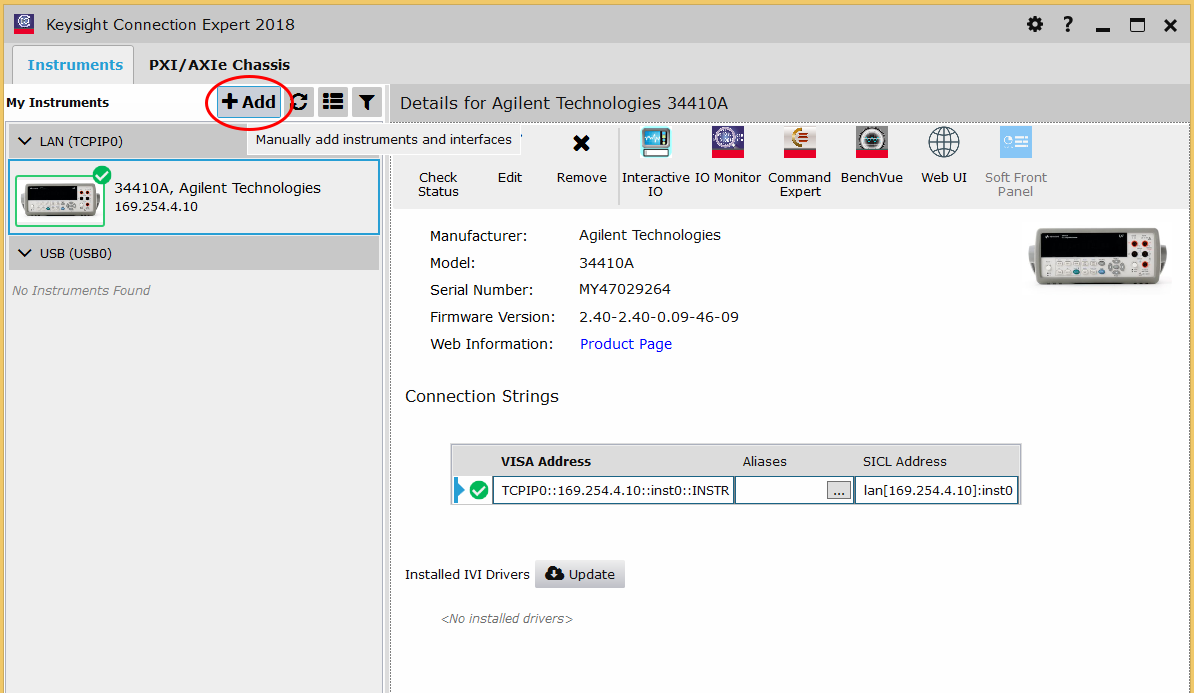 Keysight Connection Expert 2018
?
Instruments
PXI/AXIe Chassis
My Instruments
+ Add
Details for Agilent Technologies 34410A
LAN (TCPIP0)
Manually add instruments and interfaces
34410A, Agilent Technologies
169.254.4.10
USB (USB0)
No Instruments Found
Check
Status
Edit
Remove
Interactive
IO
IO Monitor
Command
Expert
BenchVue
Web UI
Soft Front
Panel
Manufacturer: Agilent Technologies
Model: 34410A
Serial Number: MY47029264
Firmware Version: 2.40-2.40-0.09-46-09
Web Information: Product Page
Connection Strings
VISA Address Aliases SICL Address
TCPIP0::169.254.4.10::inst0::INSTR ... lan[169.254.4.10]:inst0
Installed IVI Drivers Update
<No installed drivers>